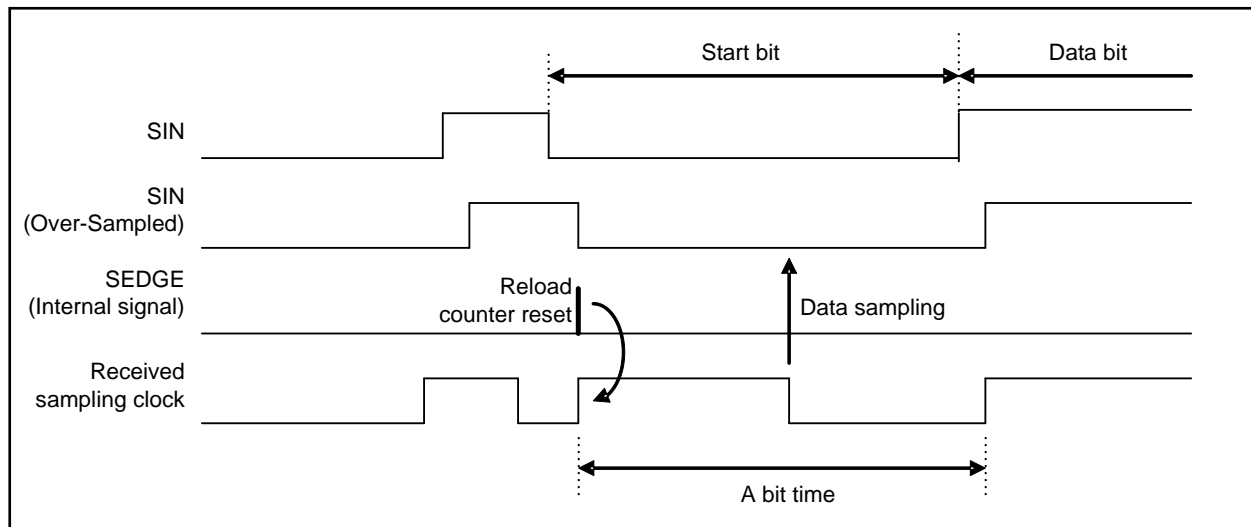 Start bit
Data bit
SIN
SIN
(Over-Sampled)
SEDGE
(Internal signal)
Reload
counter reset
Data sampling
Received
sampling clock
A bit time